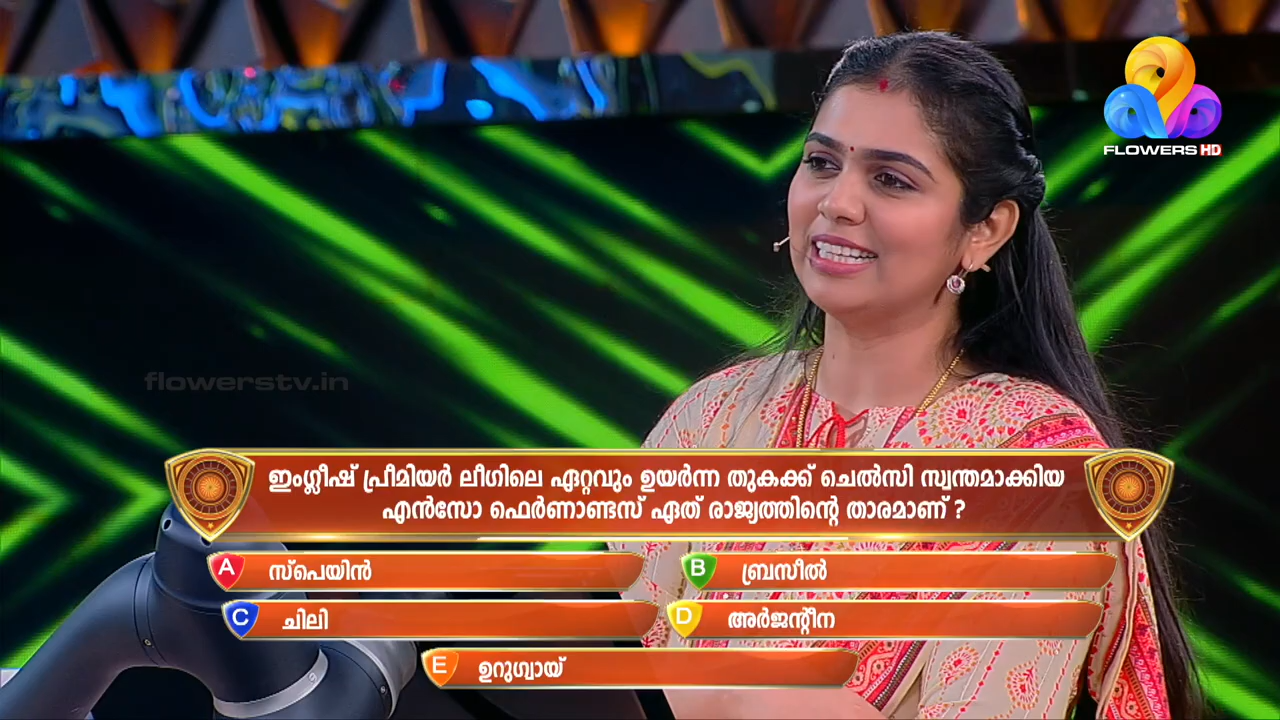 FLOWERS HD
flowerstv.in
ഇംഗ്ലീഷ് പ്രീമിയർ ലീഗിലെ ഏറ്റവും ഉയർന്ന തുകക്ക് ചെൽസി സ്വന്തമാക്കിയ
എൻസോ ഫെർണാണ്ടസ് ഏത് രാജ്യത്തിന്റെ താരമാണ് ?
A സ്പെയിൻ
B ബ്രസീൽ
C ചിലി
D അർജന്റീന
E ഉറുഗ്വായ്